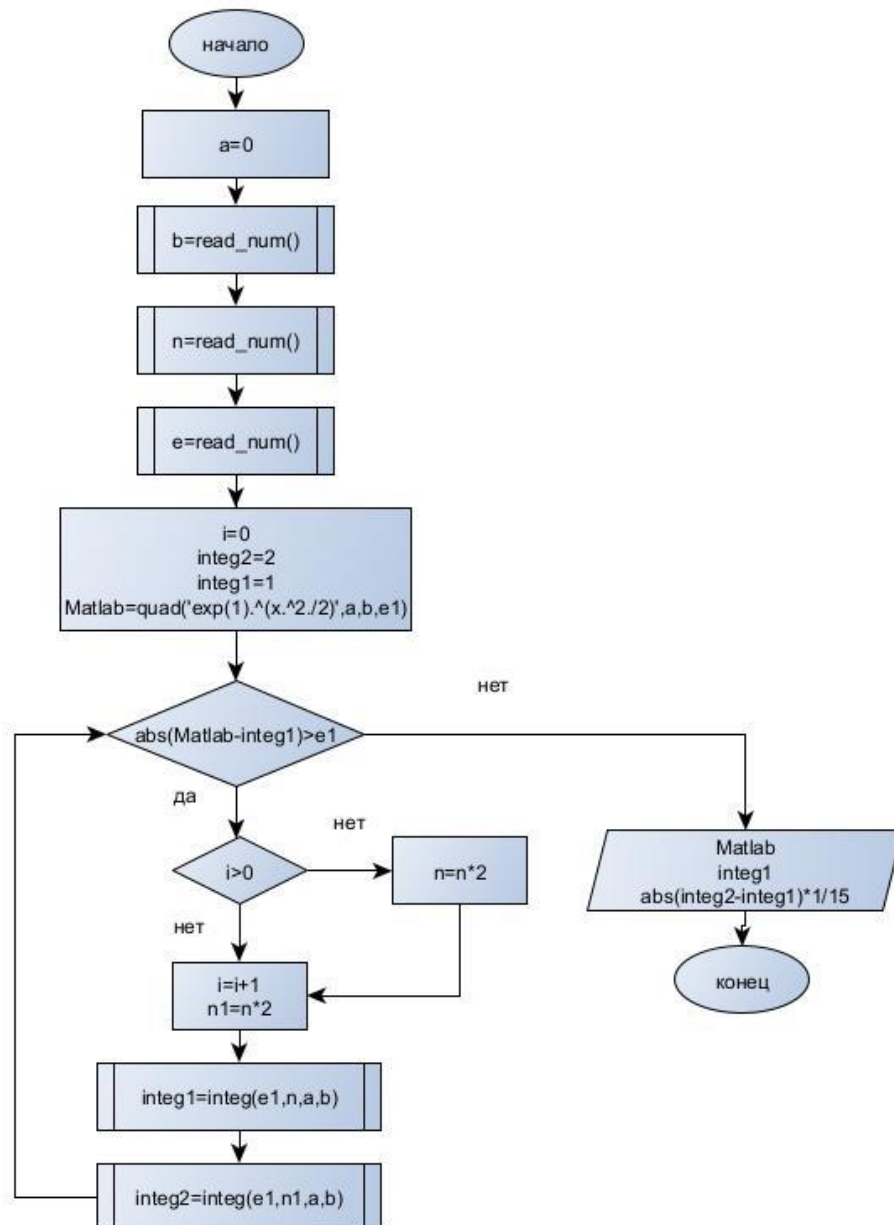 начало
a=0
b=read_num()
n=read_num()
e=read_num()
i=0
integ2=2
integ1=1
Matlab=quad('exp(1).^(x.^2./2)',a,b,e1)
нет
abs(Matlab-integ1)>e1
да
нет
i>0
n=n*2
нет
Matlab
integ1
abs(integ2-integ1)*1/15
конец
i=i+1
n1=n*2
integ1=integ(e1,n,a,b)
integ2=integ(e1,n1,a,b)